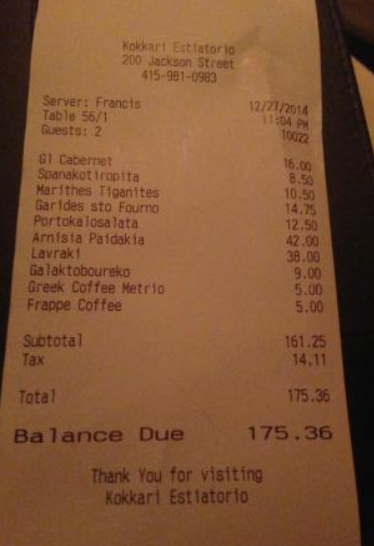 Kokkari Estiatorio
200 Jackson Street
415-981-0983
Server: Francis 12/27/2014
Table 56/1 11:04 PM
Guests: 2 10022
Gl Cabernet 16.00
Spanakotiropita 8.50
Marithes Tiganites 10.50
Garides sto Fourno 14.75
Portokalosalata 12.50
Arnisia Paidakia 42.00
Lavraki 38.00
Galaktoboureko 9.00
Greek Coffee Metrio 5.00
Frappe Coffee 5.00
Subtotal 161.25
Tax 14.11
Total 175.36
Balance Due 175.36
Thank You for visiting
Kokkari Estiatorio